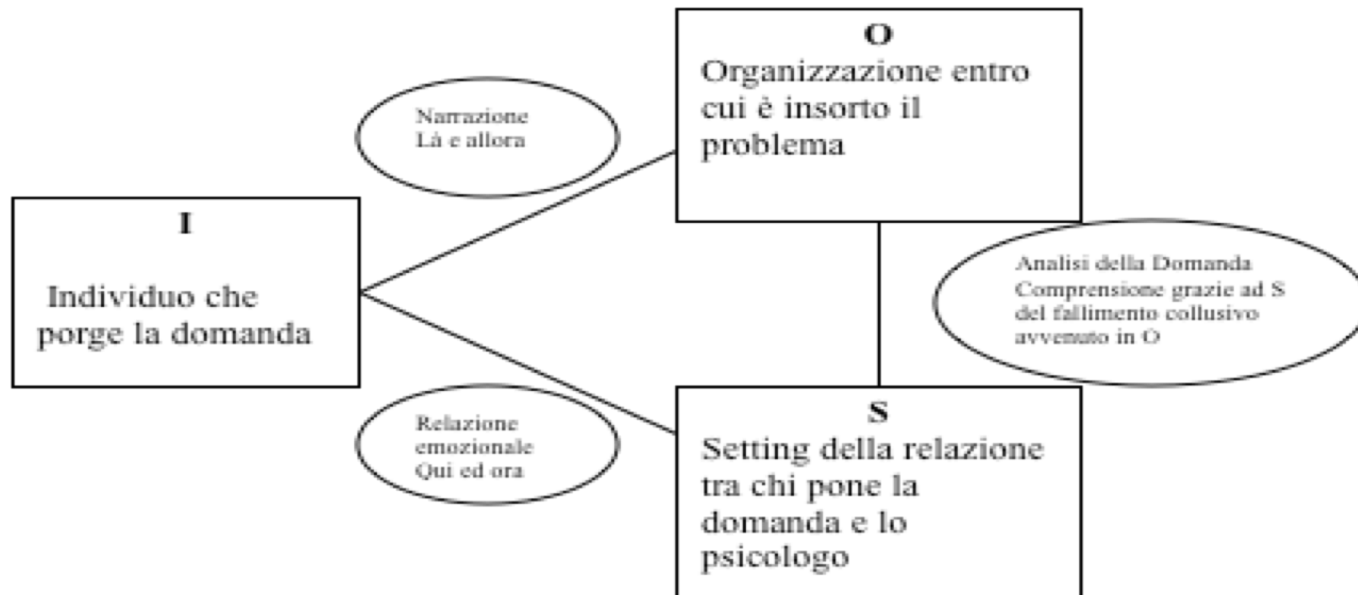 O
Organizzazione entro
cui è insorto il
problema
Narrazione
Là e allora
I
Individuo che
porge la domanda
Analisi della Domanda
Comprensione grazie ad S
del fallimento collusivo
avvenuto in O
Relazione
emozionale
Qui ed ora
S
Setting della relazione
tra chi pone la
domanda e lo
psicologo